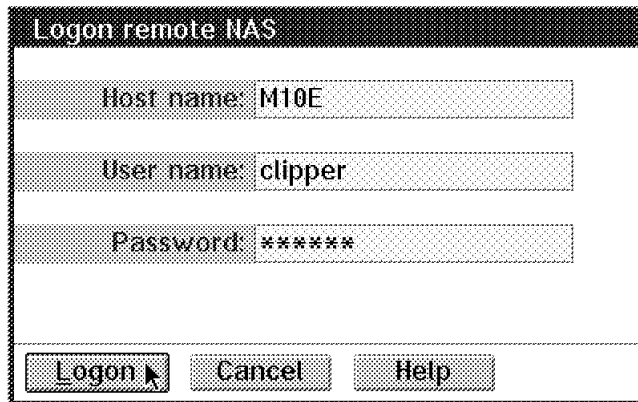 Logon remote NAS
Host name: M10E
User name: clipper
Password: ******
Logon Cancel Help